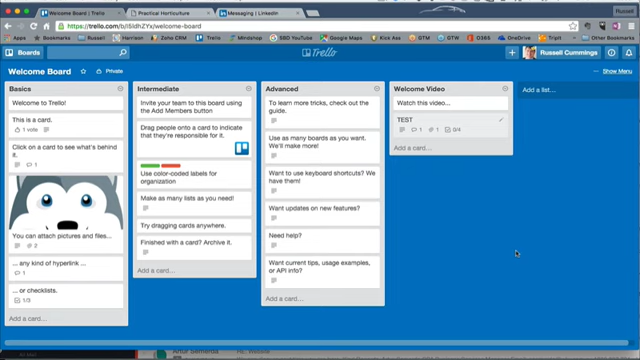 Welcome Board | Trello
Practical Horticulture
Messaging | LinkedIn
Russell
https://trello.com/b/i5idhZYx/welcome-board
Apps
Harlso
Zoho CRM
Trello
Mindshop
SBD YouTube
Google Maps
Kick Ass
GTM
GTW
O365
OneDrive
TripIt
Other Bookmarks
Boards
Trello
Russell Cummings
Welcome Board
Private
Show Menu
Basics
Welcome to Trello!
This is a card.
1 vote
Click on a card to see what's behind
it.
1
You can attach pictures and files...
2
... any kind of hyperlink ...
1
... or checklists.
1/3
Add a card...
Intermediate
Invite your team to this board using
the Add Members button
Drag people onto a card to indicate
that they're responsible for it.
Use color-coded labels for
organization
Make as many lists as you need!
Try dragging cards anywhere.
Finished with a card? Archive it.
Add a card...
Advanced
To learn more tricks, check out the
guide.
Use as many boards as you want.
We'll make more!
Want to use keyboard shortcuts? We
have them!
Want updates on new features?
Need help?
Want current tips, usage examples,
or API info?
Add a card...
Welcome Video
Watch this video...
TEST
1
1
0/4
Add a card...
Add a list...